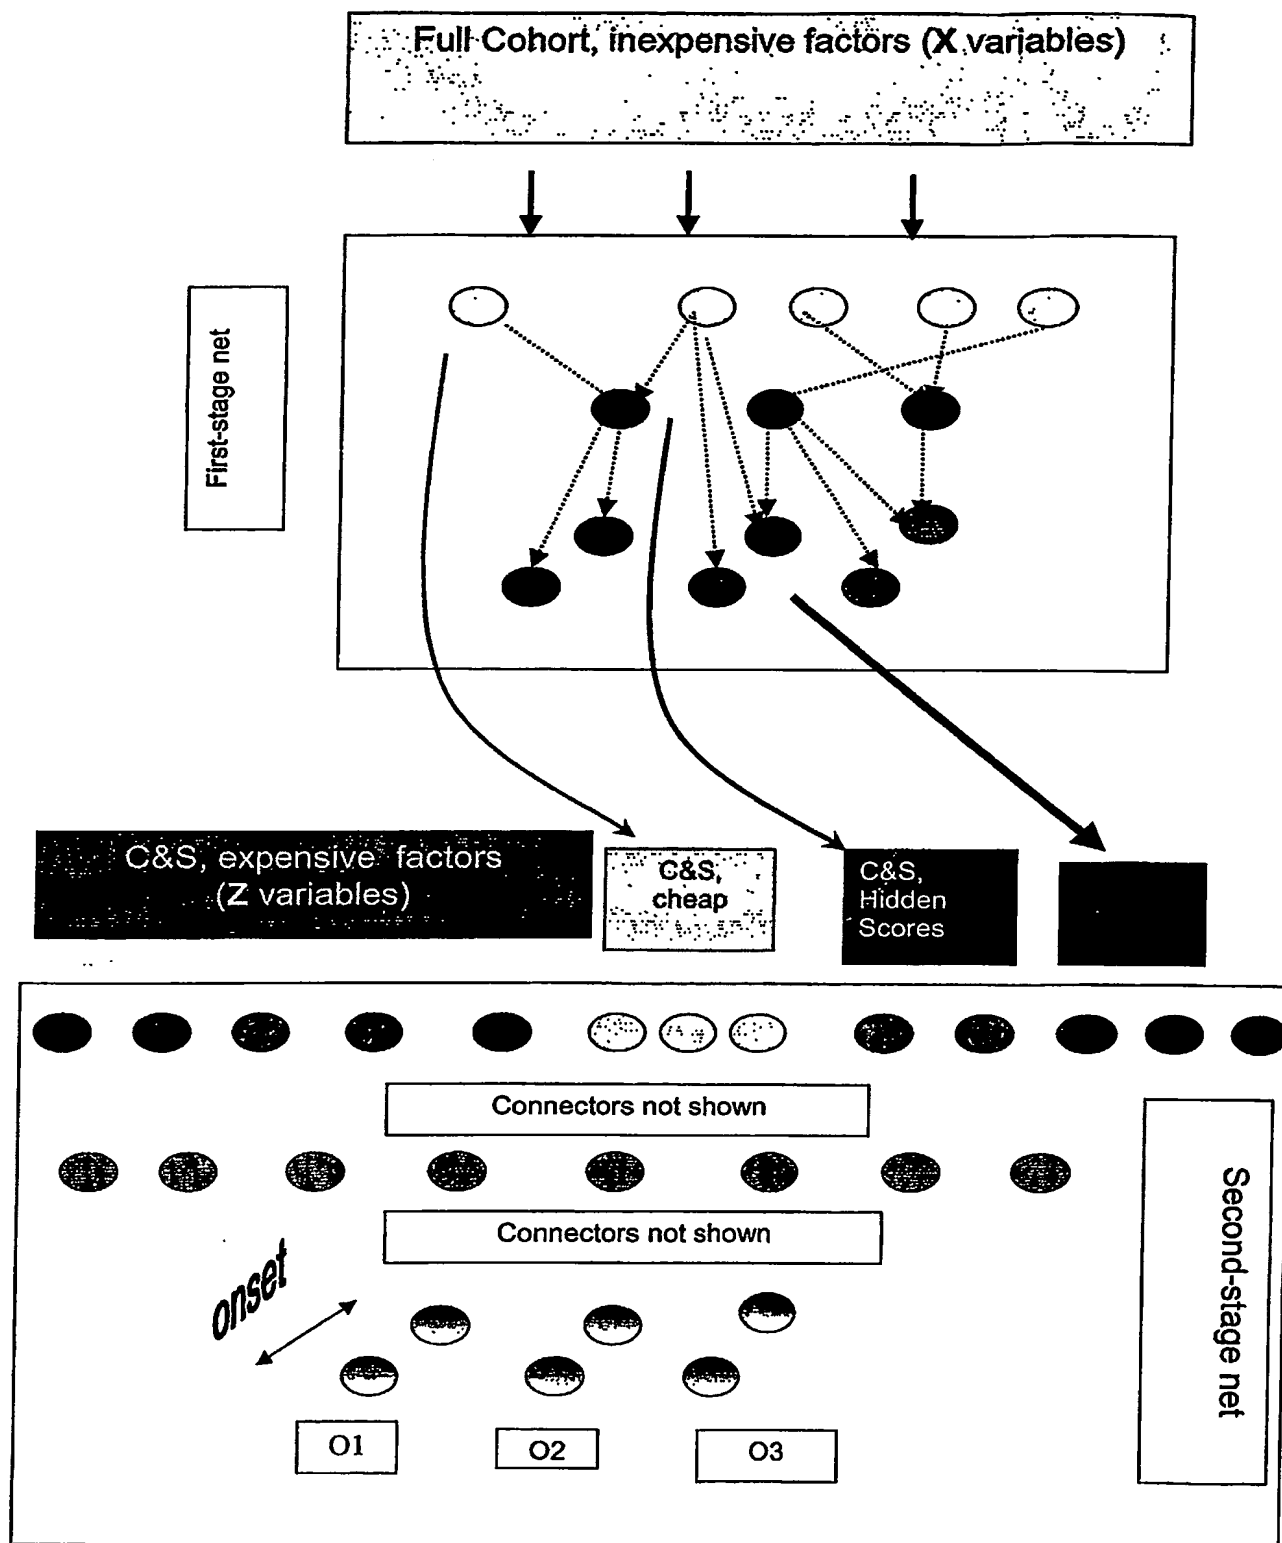 Full Cohort, inexpensive factors (X variables)
First-stage net
C&S, expensive factors
(Z variables)
C&S,
cheap
C&S,
Hidden
Scores
Connectors not shown
Connectors not shown
onset
Second-stage net
O1
O2
O3